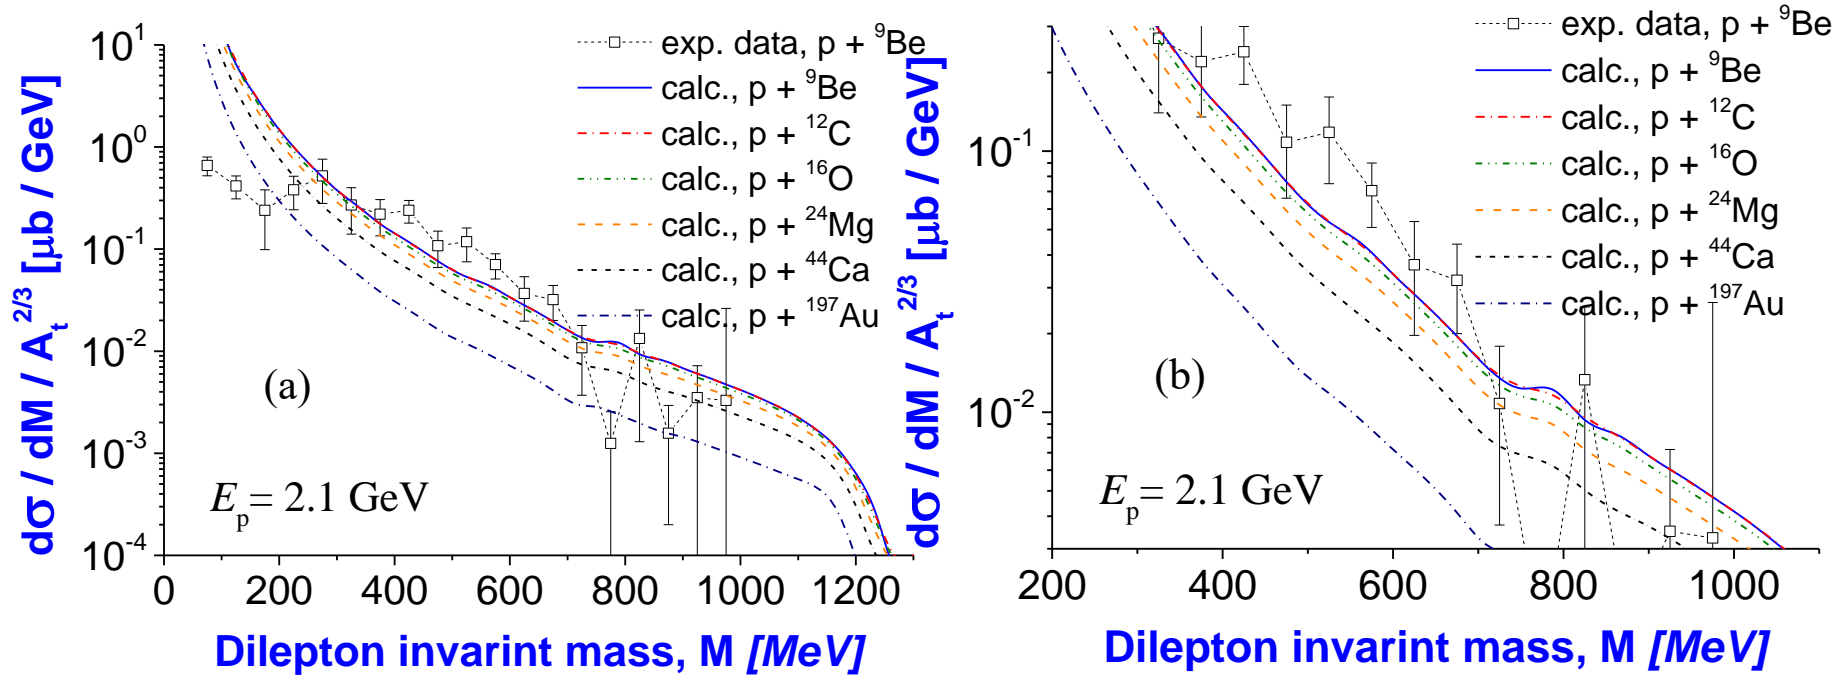 dσ / dM / A_t^{2/3} [μb / GeV]
10^1
10^0
10^-1
10^-2
10^-3
10^-4
exp. data, p + ^9Be
calc., p + ^9Be
calc., p + ^12C
calc., p + ^16O
calc., p + ^24Mg
calc., p + ^44Ca
calc., p + ^197Au
(a)
E_p = 2.1 GeV
0 200 400 600 800 1000 1200
Dilepton invarint mass, M [MeV]
dσ / dM / A_t^{2/3} [μb / GeV]
10^-1
10^-2
exp. data, p + ^9Be
calc., p + ^9Be
calc., p + ^12C
calc., p + ^16O
calc., p + ^24Mg
calc., p + ^44Ca
calc., p + ^197Au
(b)
E_p = 2.1 GeV
200 400 600 800 1000
Dilepton invarint mass, M [MeV]